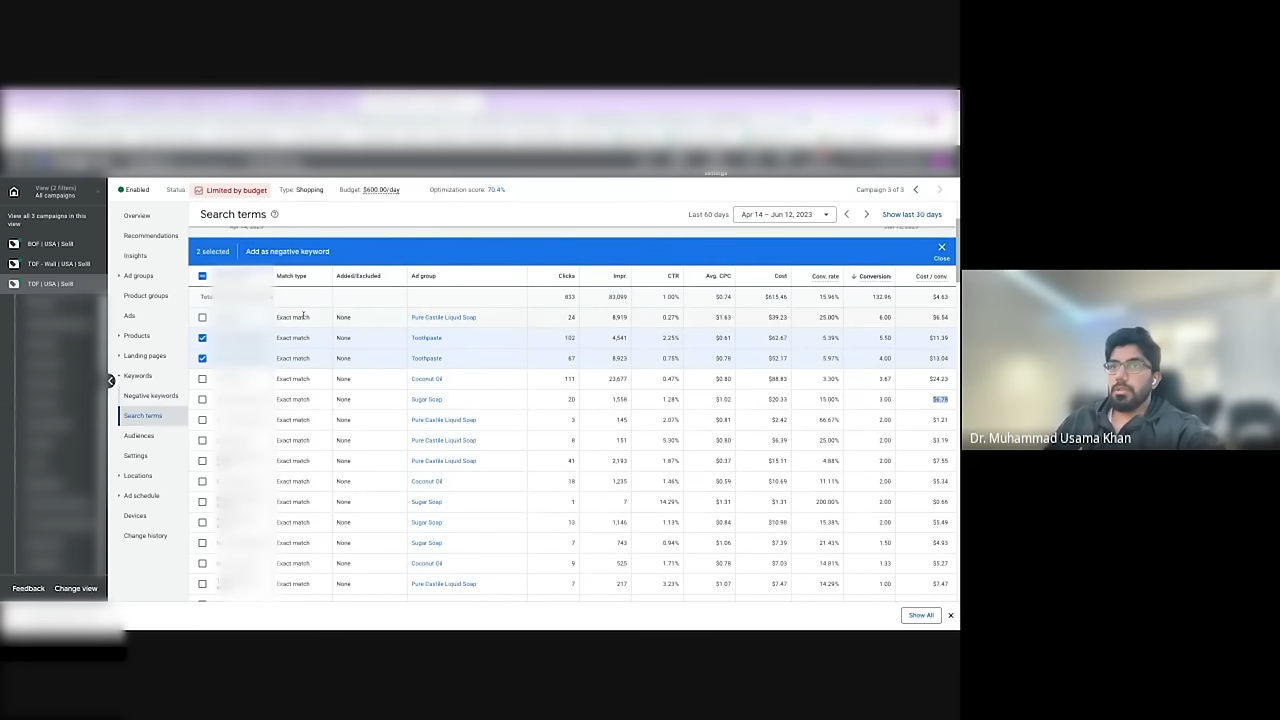 settings
View (2 filters)
All campaigns
Enabled Status: Limited by budget Type: Shopping Budget: $600.00/day Optimization score: 70.4% Campaign 3 of 3
View all 3 campaigns in this view
BOF | USA | Sell8
TOF - Wall | USA | Sell8
TOF | USA | Sell8
Overview
Recommendations
Insights
Ad groups
Product groups
Ads
Products
Landing pages
Keywords
Negative keywords
Search terms
Audiences
Settings
Locations
Ad schedule
Devices
Change history
Feedback Change view
Search terms Last 60 days Apr 14 – Jun 12, 2023 Show last 30 days
2 selected Add as negative keyword Close
Match type Added/Excluded Ad group Clicks Impr. CTR Avg. CPC Cost Conv. rate Conversion Cost / conv.
833 83,099 1.00% $0.74 $615.46 15.96% 132.96 $4.63
Exact match None Pure Castile Liquid Soap 24 8,919 0.27% $1.63 $39.23 25.00% 6.00 $6.54
Exact match None Toothpaste 102 4,541 2.25% $0.61 $62.67 5.39% 5.50 $11.39
Exact match None Toothpaste 67 8,923 0.75% $0.78 $52.17 5.97% 4.00 $13.04
Exact match None Coconut Oil 111 23,677 0.47% $0.80 $88.83 3.30% 3.67 $24.23
Exact match None Sugar Soap 20 1,558 1.28% $1.02 $20.33 15.00% 3.00 $6.78
Exact match None Pure Castile Liquid Soap 3 145 2.07% $0.81 $2.42 66.67% 2.00 $1.21
Exact match None Pure Castile Liquid Soap 8 151 5.30% $0.80 $6.39 25.00% 2.00 $3.19
Exact match None Pure Castile Liquid Soap 41 2,193 1.87% $0.37 $15.11 4.88% 2.00 $7.55
Exact match None Coconut Oil 18 1,235 1.46% $0.59 $10.69 11.11% 2.00 $5.34
Exact match None Sugar Soap 1 7 14.29% $1.31 $1.31 200.00% 2.00 $0.66
Exact match None Sugar Soap 13 1,146 1.13% $0.84 $10.98 15.38% 2.00 $5.49
Exact match None Sugar Soap 7 743 0.94% $1.06 $7.39 21.43% 1.50 $4.93
Exact match None Coconut Oil 9 525 1.71% $0.78 $7.03 14.81% 1.33 $5.27
Exact match None Pure Castile Liquid Soap 7 217 3.23% $1.07 $7.47 14.29% 1.00 $7.47
Show All
Dr. Muhammad Usama Khan